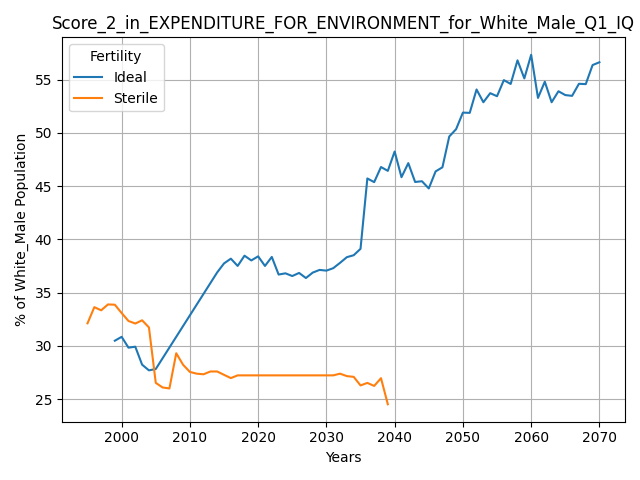 Score_2_in_EXPENDITURE_FOR_ENVIRONMENT_for_White_Male_Q1_IQ
Fertility
Ideal
Sterile
% of White_Male Population
55
50
45
40
35
30
25
2000 2010 2020 2030 2040 2050 2060 2070
Years